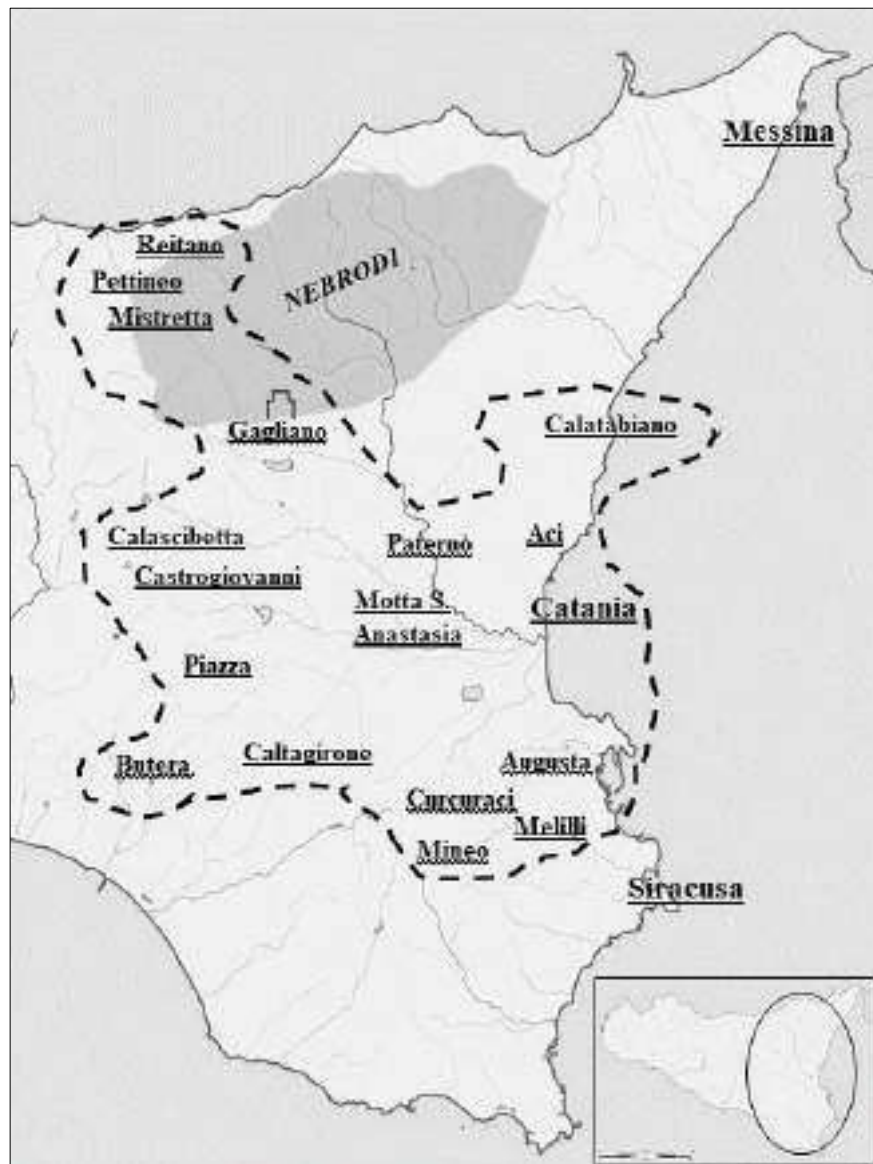 Messina
Reitano
NEBRODI
Pettineo
Mistretta
Gagliano
Calatabiano
Calascibetta
Paternò
Aci
Castrogiovanni
Motta S.
Anastasia
Catania
Piazza
Butera
Caltagirone
Augusta
Curcuraci
Melilli
Mineo
Siracusa